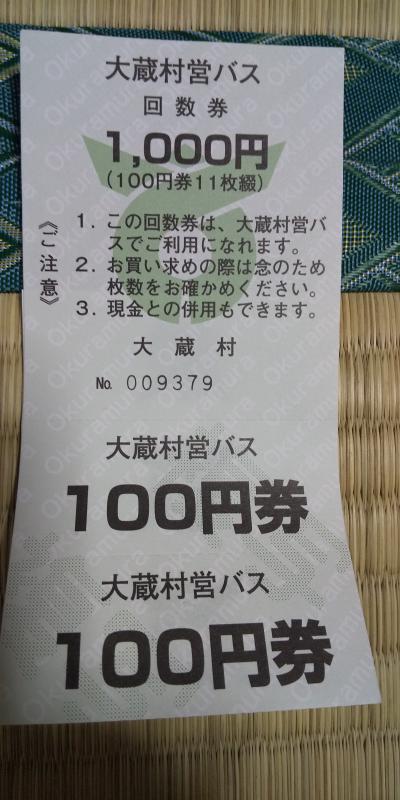 大蔵村営バス
回数券
1,000円
(100円券11枚綴)
《ご注意》
1. この回数券は、大蔵村営バ
スでご利用になれます。
2. お買い求めの際は念のため
枚数をお確かめください。
3. 現金との併用もできます。
大蔵村
No. 009379
大蔵村営バス
100円券
大蔵村営バス
100円券